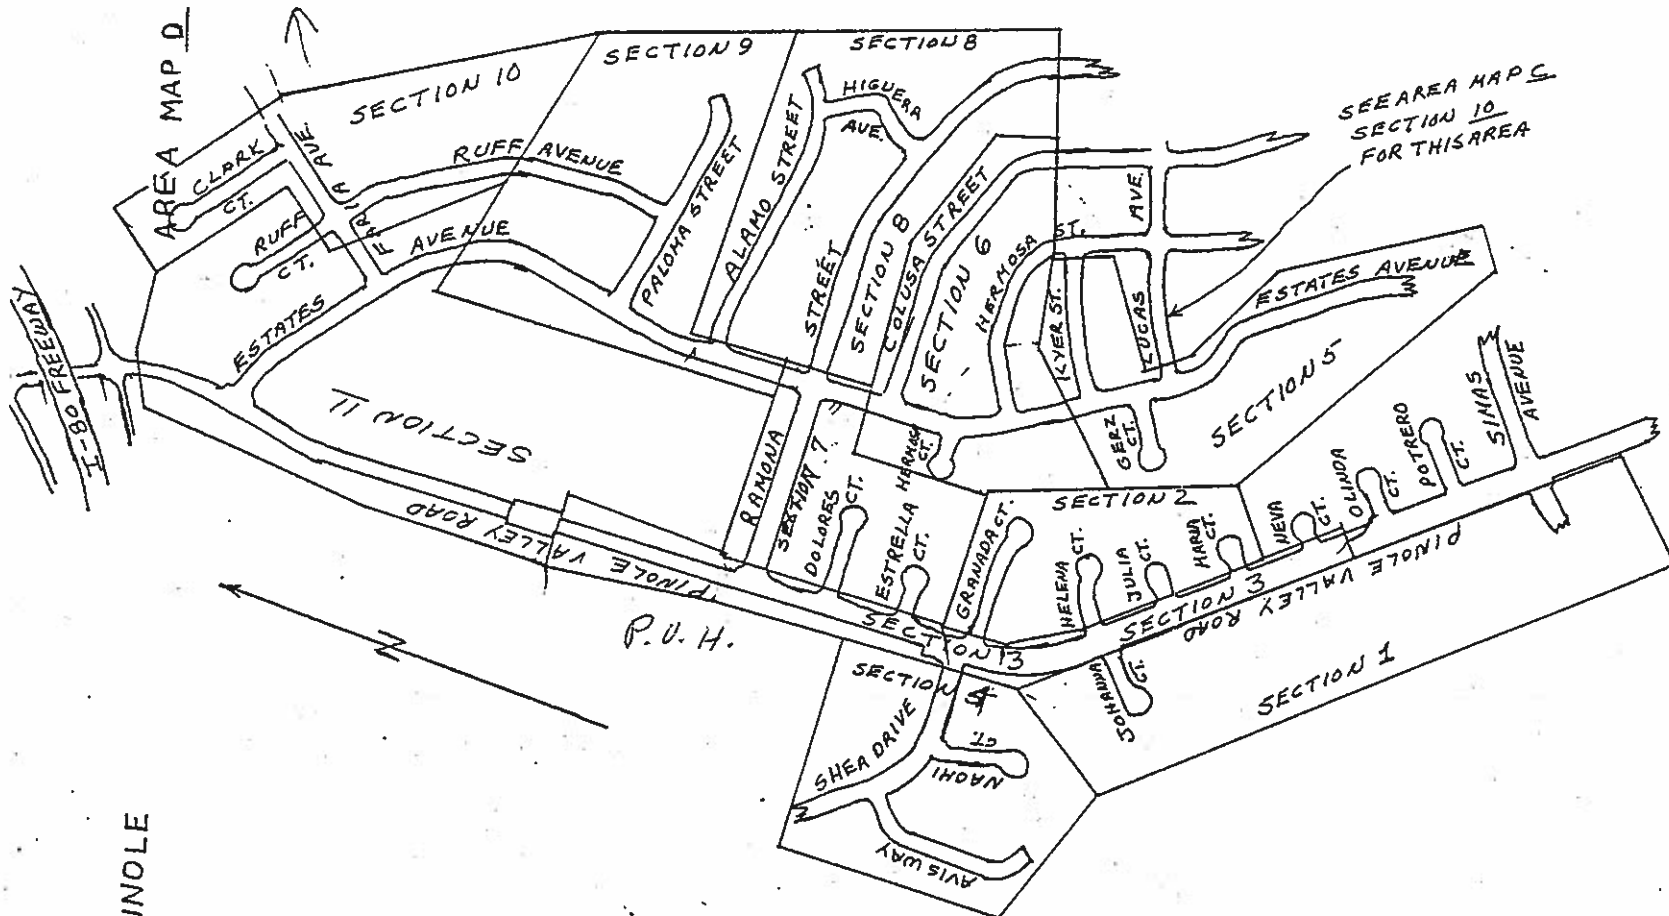 AREA MAP D
INOLE
I-80 FREEWAY
CLARK
CT.
FARIA AVE.
SECTION 10
RUFF AVENUE
RUFF
CT.
ESTATES
AVENUE
SECTION 9
PALOMA STREET
ALAMO STREET
SECTION 8
HIGUERA
AVE.
STREET
SECTION 8
COLUSA STREET
SECTION 6
HERMOSA
ST.
AVE.
LUCAS
KYER ST.
SEE AREA MAP C
SECTION 10
FOR THIS AREA
ESTATES AVENUE
SECTION 5
SECTION 11
RAMONA
SECTION 7
DOLORES
CT.
ESTRELLA
CT.
HERMOSA
CT.
GERZ
CT.
GRANADA CT.
SECTION 2
HELENA
CT.
JULIA
CT.
MARIA
CT.
NEVA
CT.
OLINDA
CT.
POTRERO
CT.
SIMAS
AVENUE
PINOLE VALLEY ROAD
P.V.H.
SECTION 3
SECTION 3
PINOLE VALLEY ROAD
SECTION 4
SHEA DRIVE
NAOMI
CT.
AVIS WAY
JOHANNA
CT.
SECTION 1
N